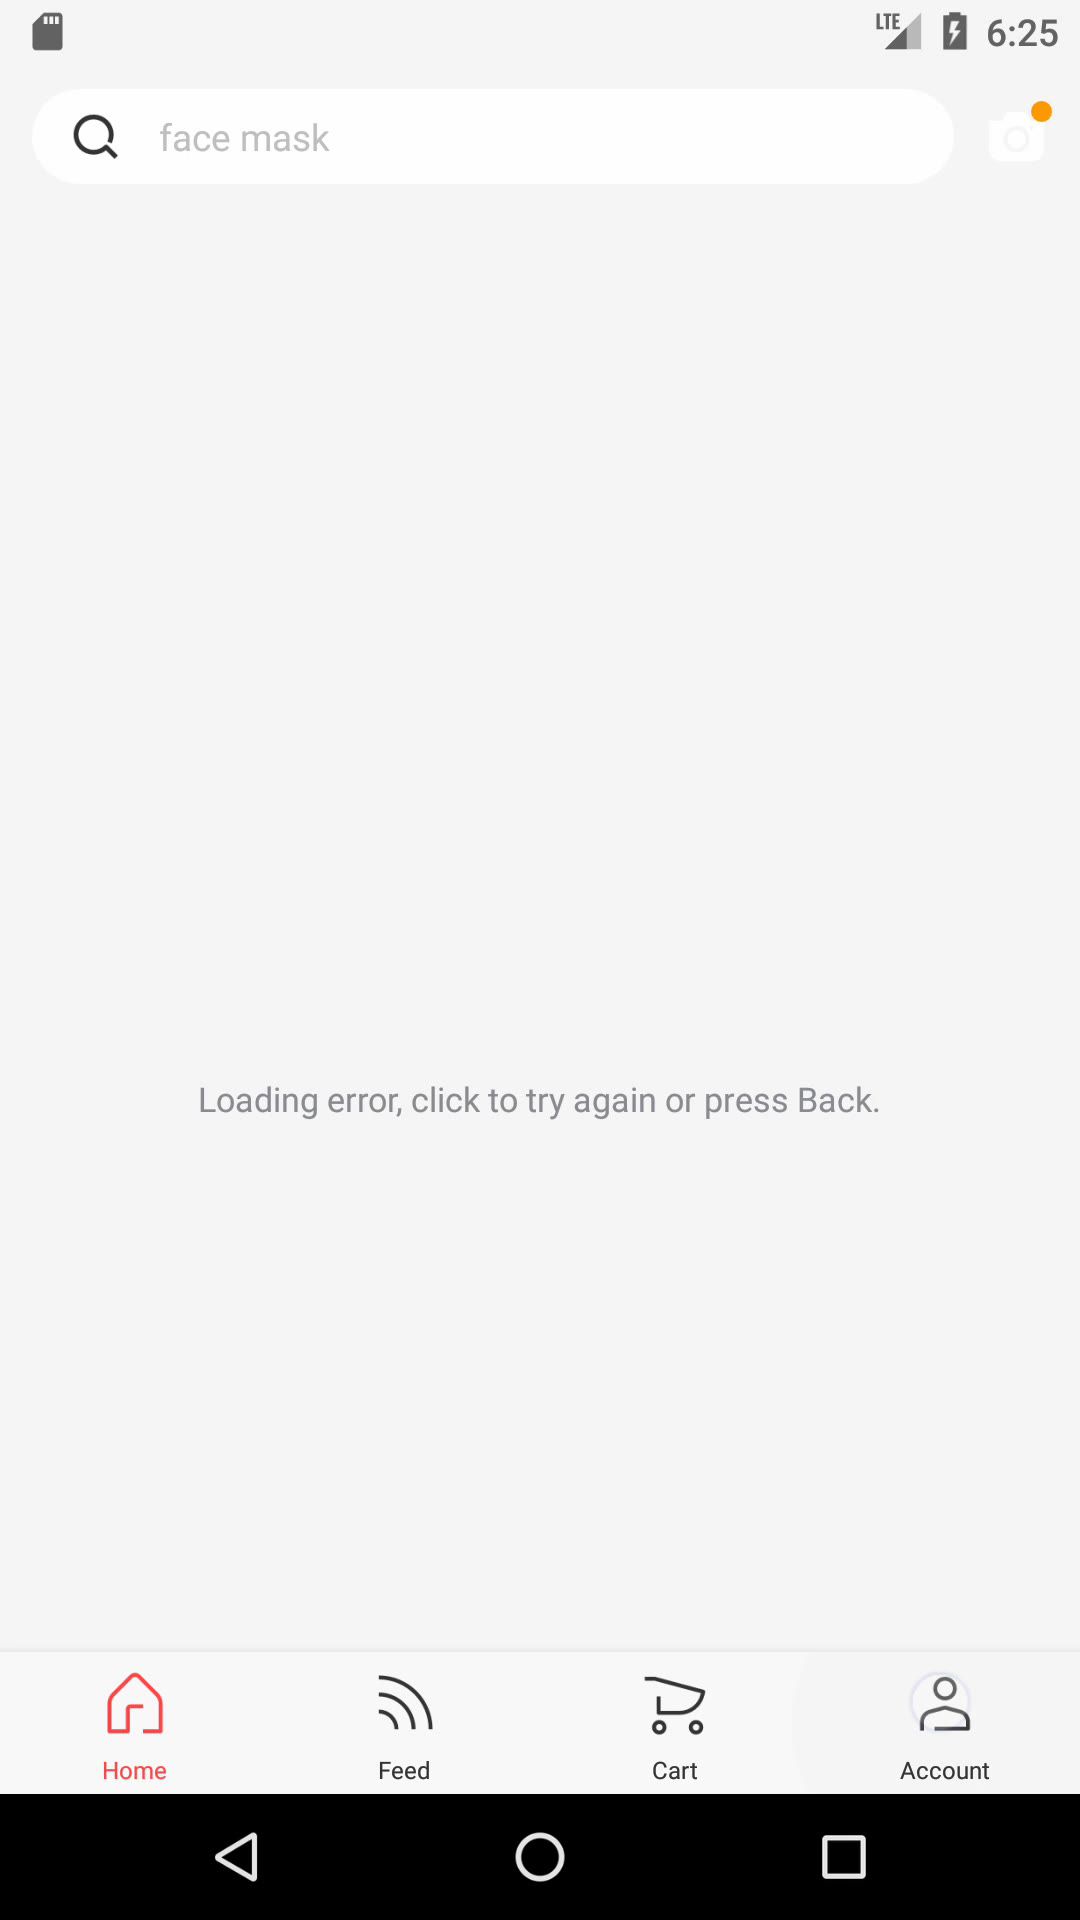 LTE 6:25
face mask
Loading error, click to try again or press Back.
Home Feed Cart Account